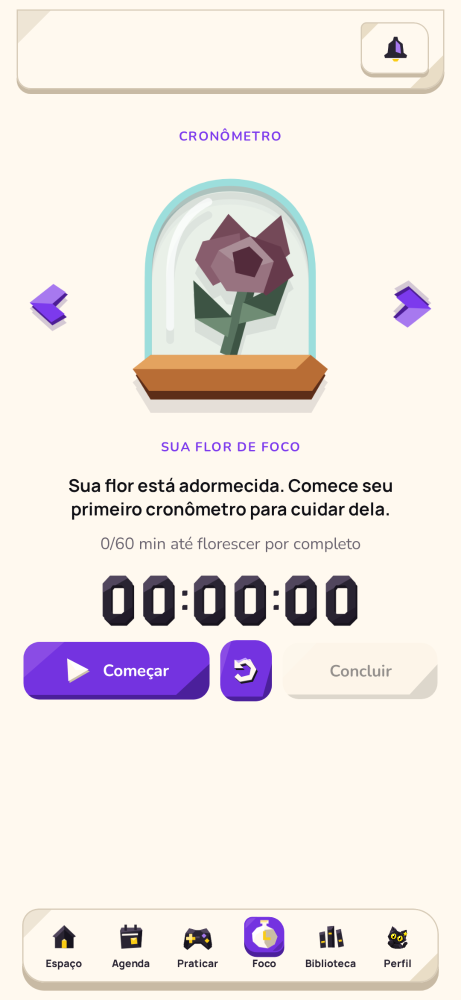 CRONÔMETRO
SUA FLOR DE FOCO
Sua flor está adormecida. Comece seu
primeiro cronômetro para cuidar dela.
0/60 min até florescer por completo
00:00:00
Começar
Concluir
Espaço
Agenda
Praticar
Foco
Biblioteca
Perfil